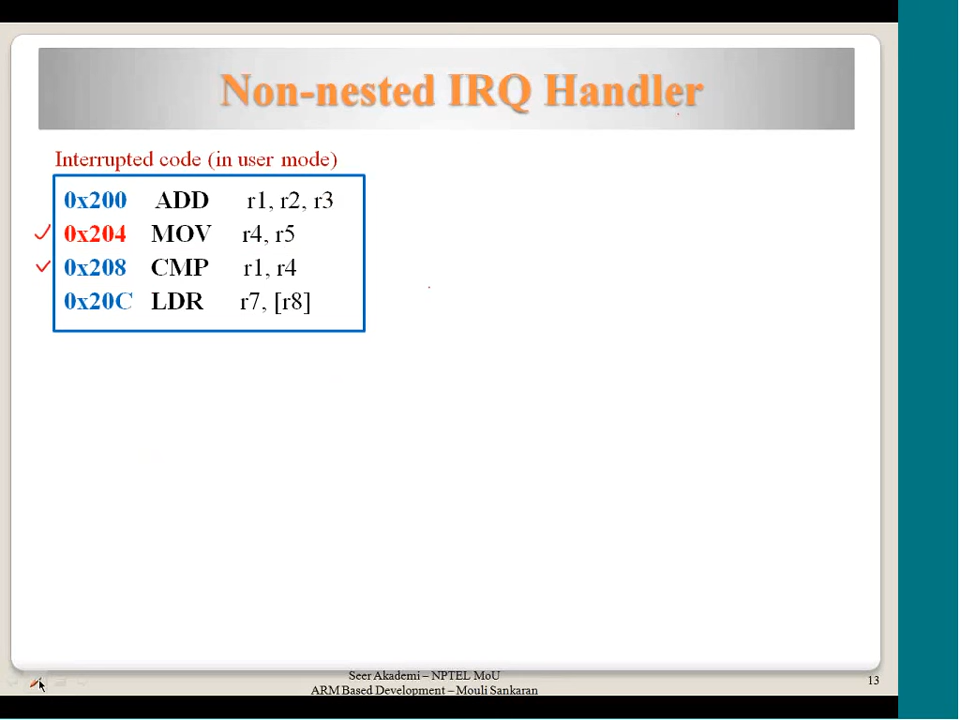 Non-nested IRQ Handler
Interrupted code (in user mode)
0x200 ADD r1, r2, r3
0x204 MOV r4, r5
0x208 CMP r1, r4
0x20C LDR r7, [r8]
Seer Akademi – NPTEL MoU
ARM Based Development – Mouli Sankaran
13